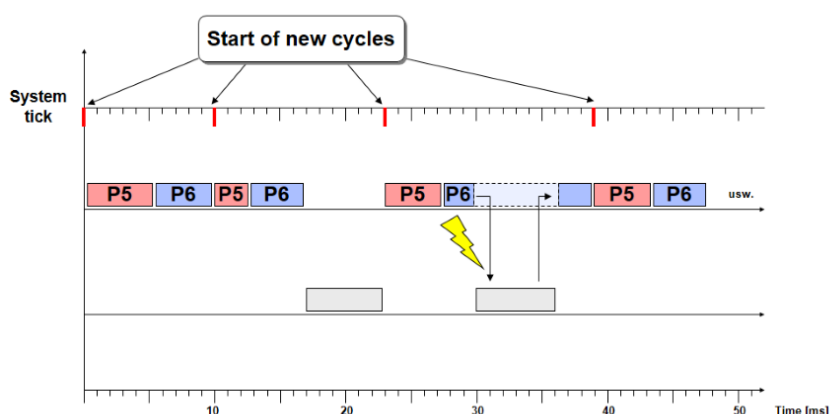 Start of new cycles
System
tick
P5 P6 P5 P6 P5 P6 P5 P6 usw.
10 20 30 40 50 Time [ms]